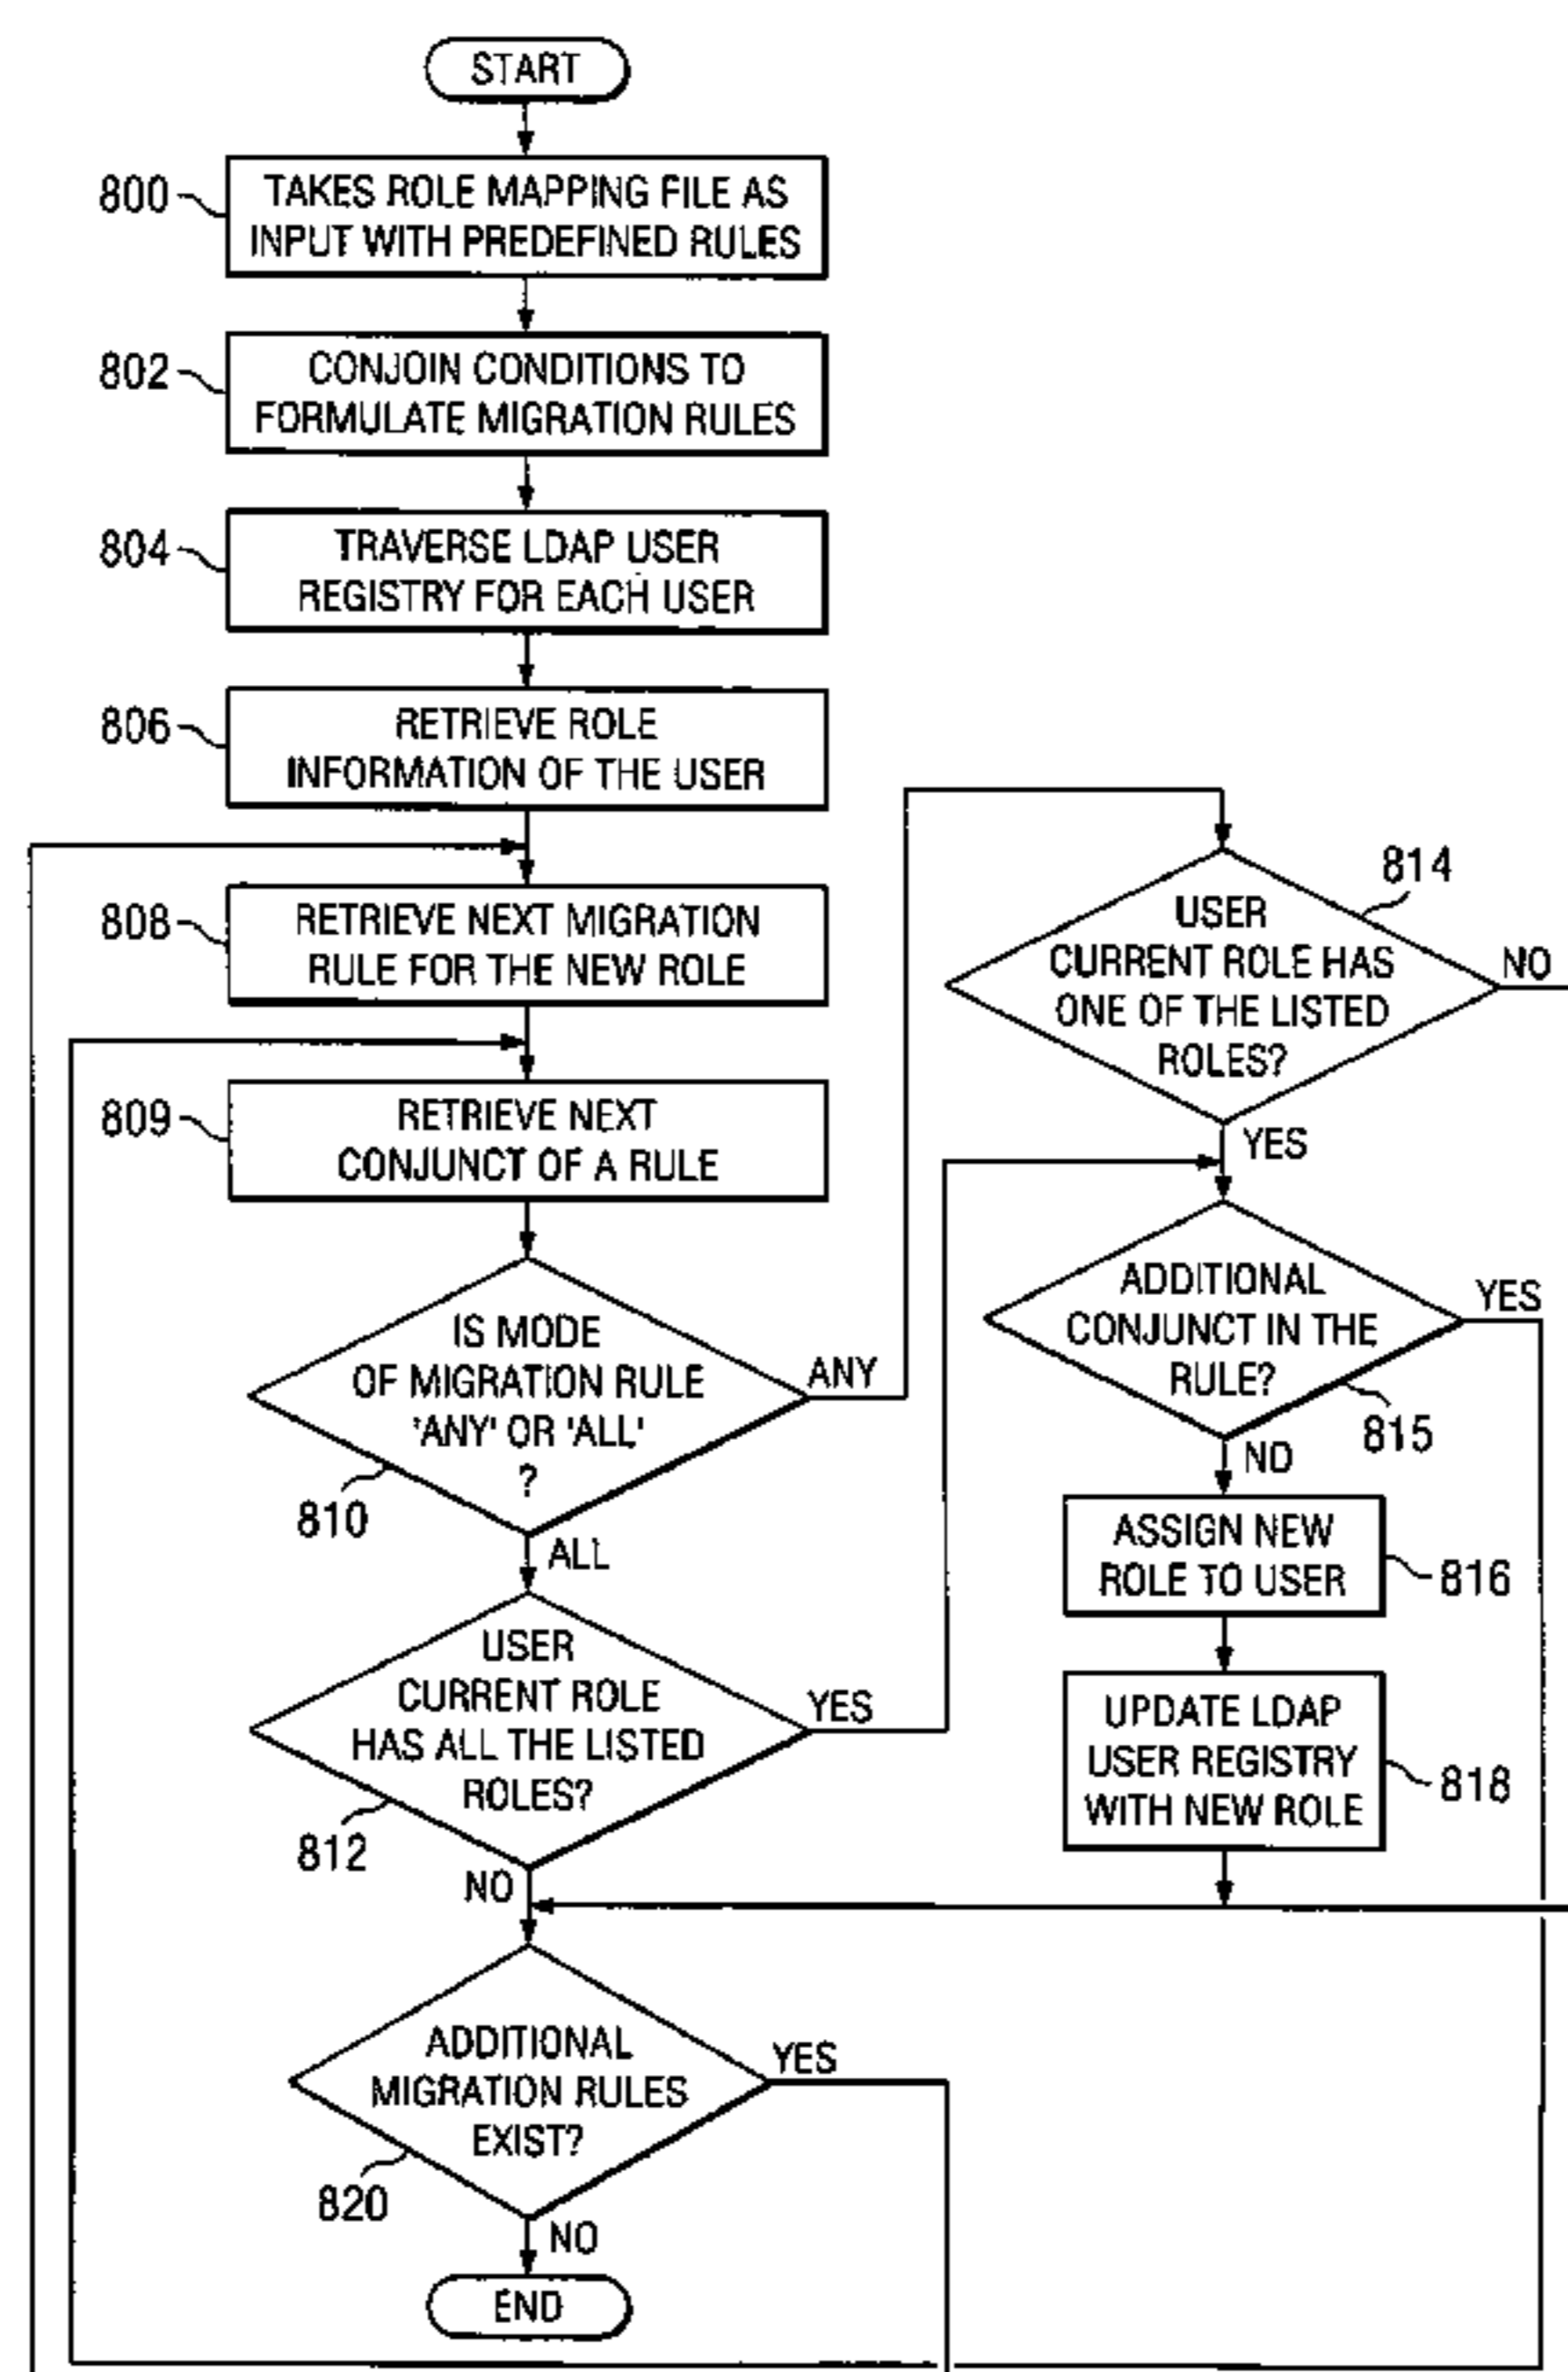 START
800
TAKES ROLE MAPPING FILE AS
INPUT WITH PREDEFINED RULES
802
CONJOIN CONDITIONS TO
FORMULATE MIGRATION RULES
804
TRAVERSE LDAP USER
REGISTRY FOR EACH USER
806
RETRIEVE ROLE
INFORMATION OF THE USER
808
RETRIEVE NEXT MIGRATION
RULE FOR THE NEW ROLE
809
RETRIEVE NEXT
CONJUNCT OF A RULE
IS MODE
OF MIGRATION RULE
'ANY' OR 'ALL'
?
810
ANY
ALL
USER
CURRENT ROLE
HAS ALL THE LISTED
ROLES?
812
YES
NO
814
USER
CURRENT ROLE HAS
ONE OF THE LISTED
ROLES?
NO
YES
ADDITIONAL
CONJUNCT IN THE
RULE?
815
YES
NO
ASSIGN NEW
ROLE TO USER
816
UPDATE LDAP
USER REGISTRY
WITH NEW ROLE
818
ADDITIONAL
MIGRATION RULES
EXIST?
820
YES
NO
END